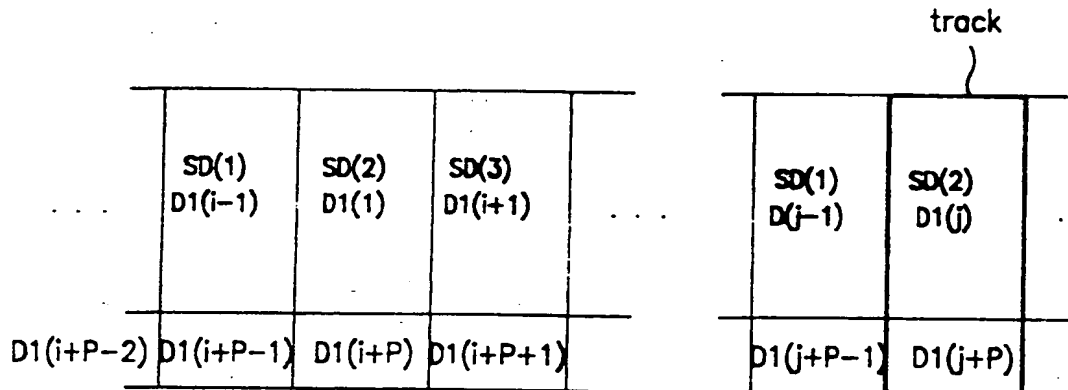 track
SD(1) SD(2) SD(3) SD(1) SD(2)
. . . D1(i-1) D1(1) D1(i+1) . . . D(j-1) D1(j) .
D1(i+P-2) D1(i+P-1) D1(i+P) D1(i+P+1) D1(j+P-1) D1(j+P)